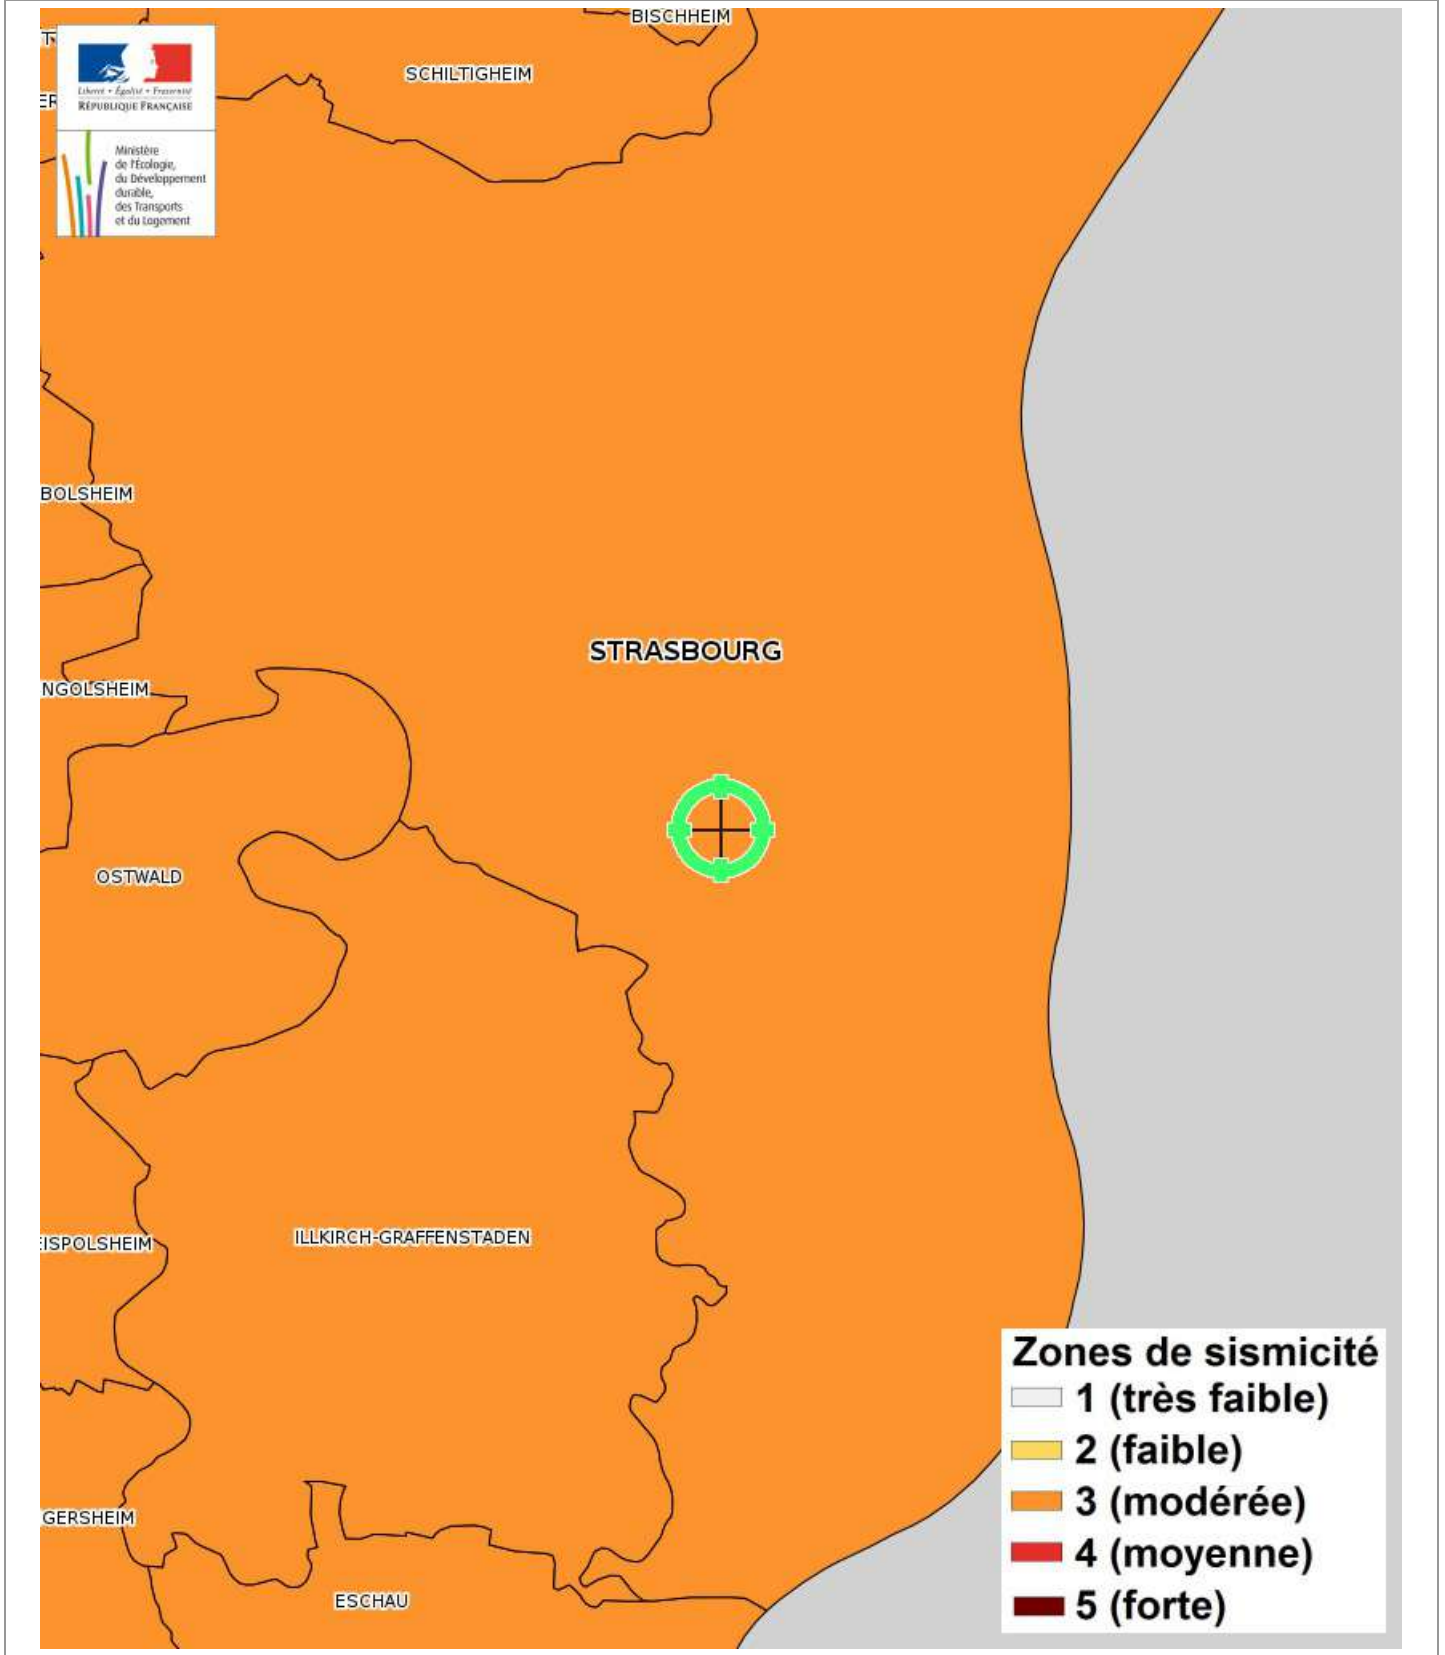 BISCHHEIM
SCHILTIGHEIM
Liberté • Égalité • Fraternité
RÉPUBLIQUE FRANÇAISE
Ministère
de l'Écologie,
du Développement
durable,
des Transports
et du Logement
BOLSHEIM
STRASBOURG
NGOLSHEIM
OSTWALD
ILLKIRCH-GRAFFENSTADEN
EISPOLSHEIM
GERSHEIM
ESCHAU
Zones de sismicité
1 (très faible)
2 (faible)
3 (modérée)
4 (moyenne)
5 (forte)